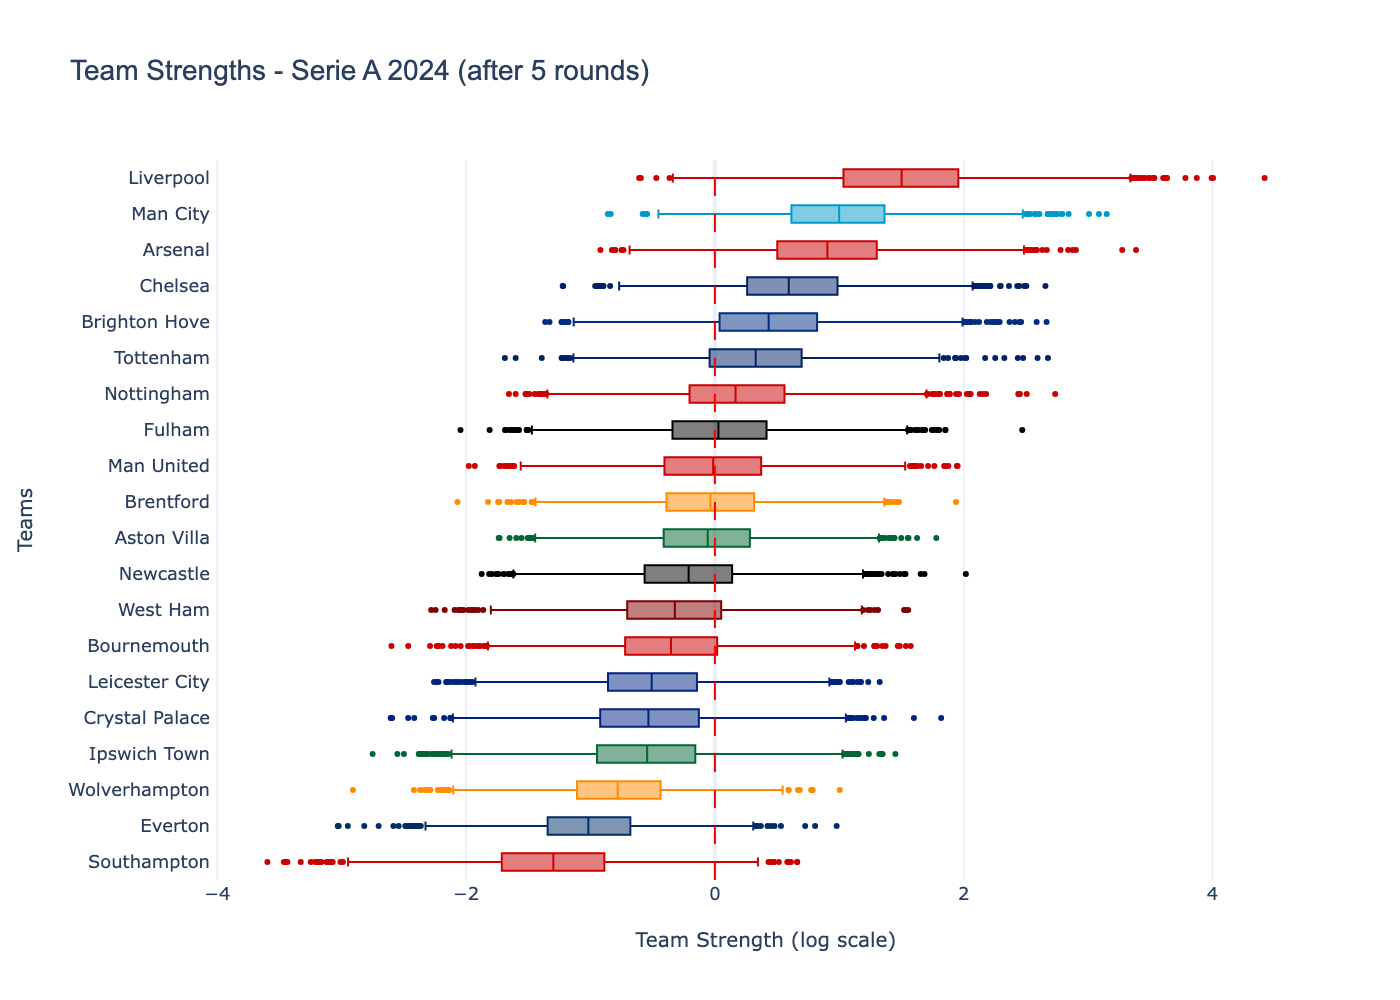 Team Strengths - Serie A 2024 (after 5 rounds)
Teams
Liverpool
Man City
Arsenal
Chelsea
Brighton Hove
Tottenham
Nottingham
Fulham
Man United
Brentford
Aston Villa
Newcastle
West Ham
Bournemouth
Leicester City
Crystal Palace
Ipswich Town
Wolverhampton
Everton
Southampton
−4 −2 0 2 4
Team Strength (log scale)